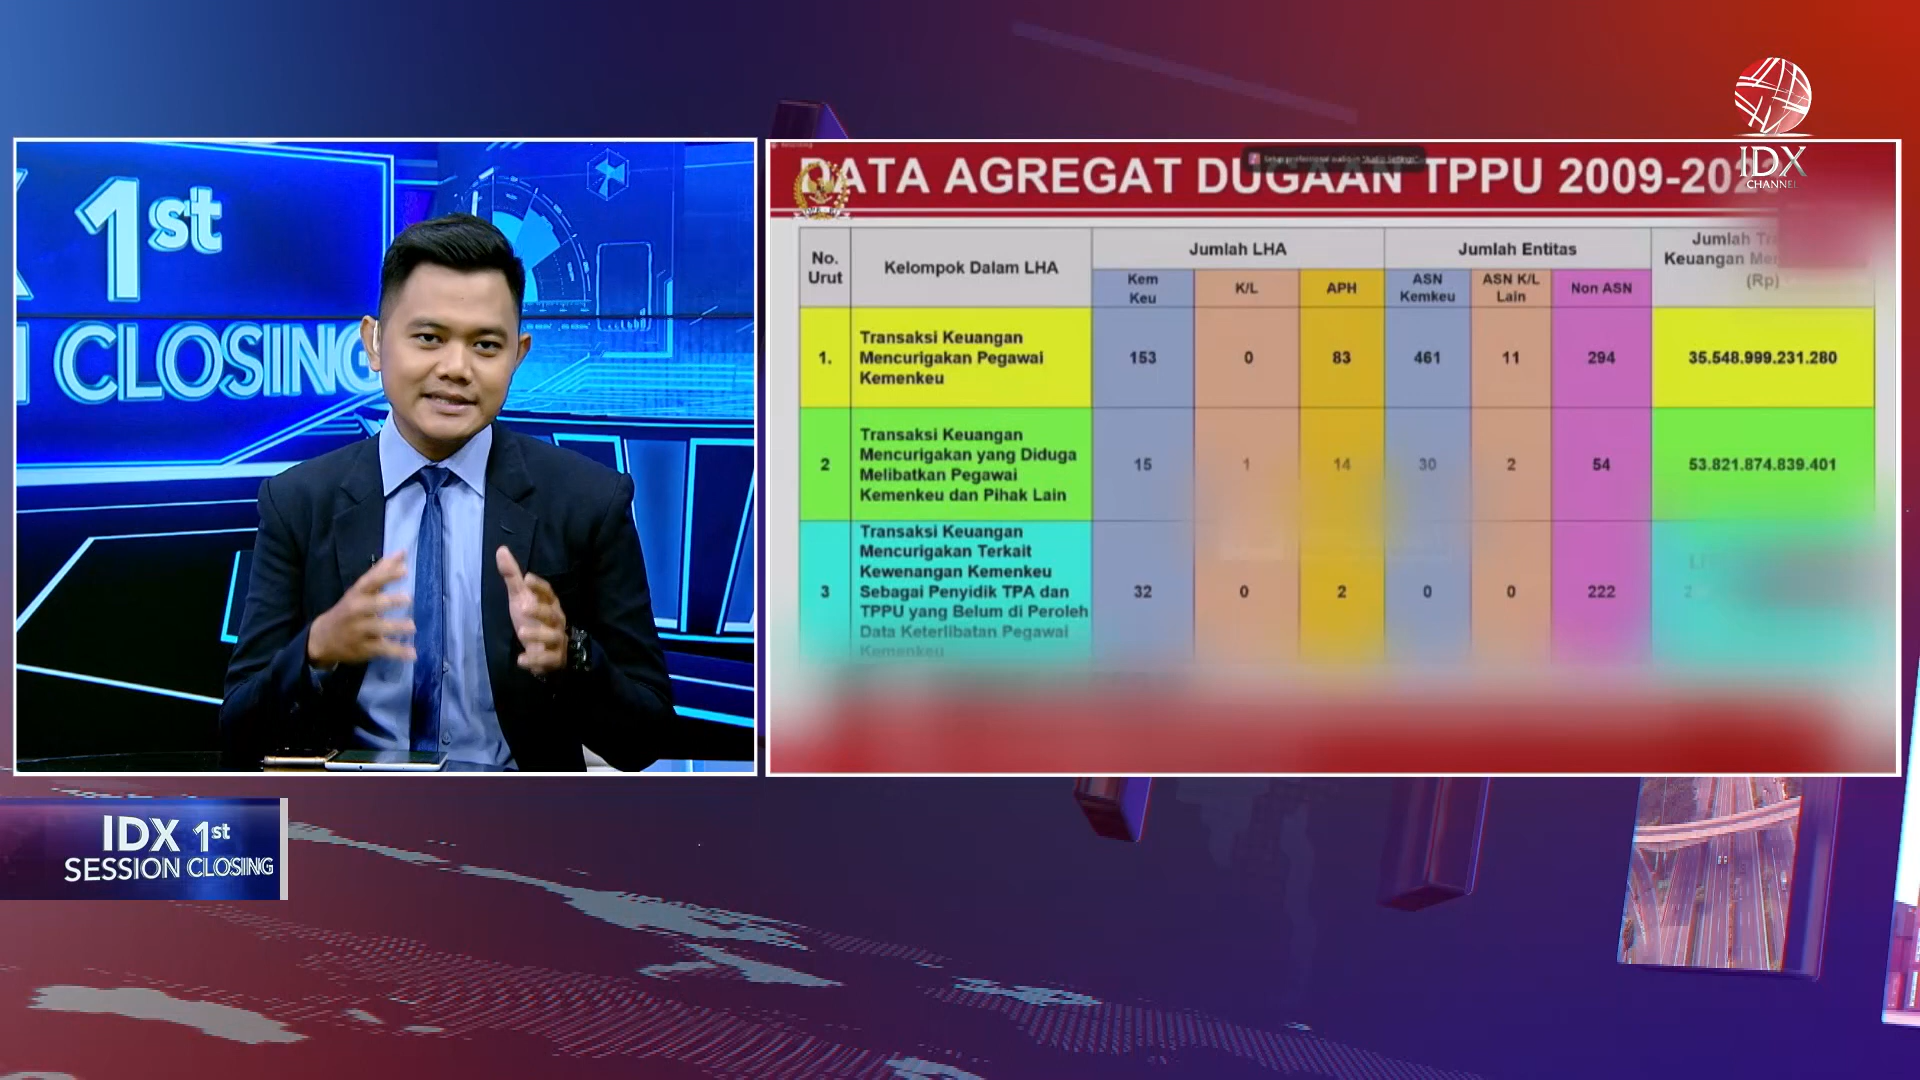 1st
CLOSING
IDX
CHANNEL
DATA AGREGAT DUGAAN TPPU 2009-202
No.
Urut
Kelompok Dalam LHA
Jumlah LHA
Jumlah Entitas
Jumlah
Keuangan
(Rp)
Kem
Keu
K/L
APH
ASN
Kemkeu
ASN K/L
Lain
Non ASN
1.
Transaksi Keuangan
Mencurigakan Pegawai
Kemenkeu
153
0
83
461
11
294
35.548.999.231.280
2
Transaksi Keuangan
Mencurigakan yang Diduga
Melibatkan Pegawai
Kemenkeu dan Pihak Lain
15
1
14
30
2
54
53.821.874.839.401
3
Transaksi Keuangan
Mencurigakan Terkait
Kewenangan Kemenkeu
Sebagai Penyidik TPA dan
TPPU yang Belum di Peroleh
Data Keterlibatan Pegawai
Kemenkeu
32
0
2
0
0
222
IDX 1st
SESSION CLOSING